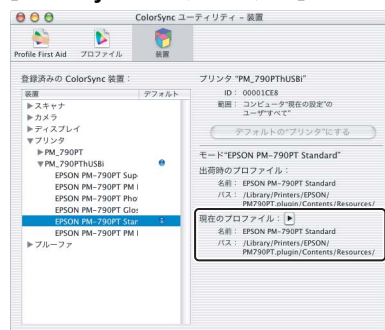 ColorSync ユーティリティ - 装置
Profile First Aid プロファイル 装置
登録済みの ColorSync 装置：
装置 デフォルト
スキャナ
カメラ
ディスプレイ
プリンタ
PM_790PT
PM_790PThUSBi
EPSON PM-790PT Sup
EPSON PM-790PT PM
EPSON PM-790PT Pho
EPSON PM-790PT Glos
EPSON PM-790PT Star
EPSON PM-790PT PM
プルーファ
プリンタ "PM_790PThUSBi"
ID： 00001CE8
範囲： コンピュータ"現在の設定"の
ユーザ"すべて"
デフォルトの"プリンタ"にする
モード"EPSON PM-790PT Standard"
出荷時のプロファイル：
名前： EPSON PM-790PT Standard
パス： /Library/Printers/EPSON/
PM790PT.plugin/Contents/Resources/
現在のプロファイル：
名前： EPSON PM-790PT Standard
パス： /Library/Printers/EPSON/
PM790PT.plugin/Contents/Resources/